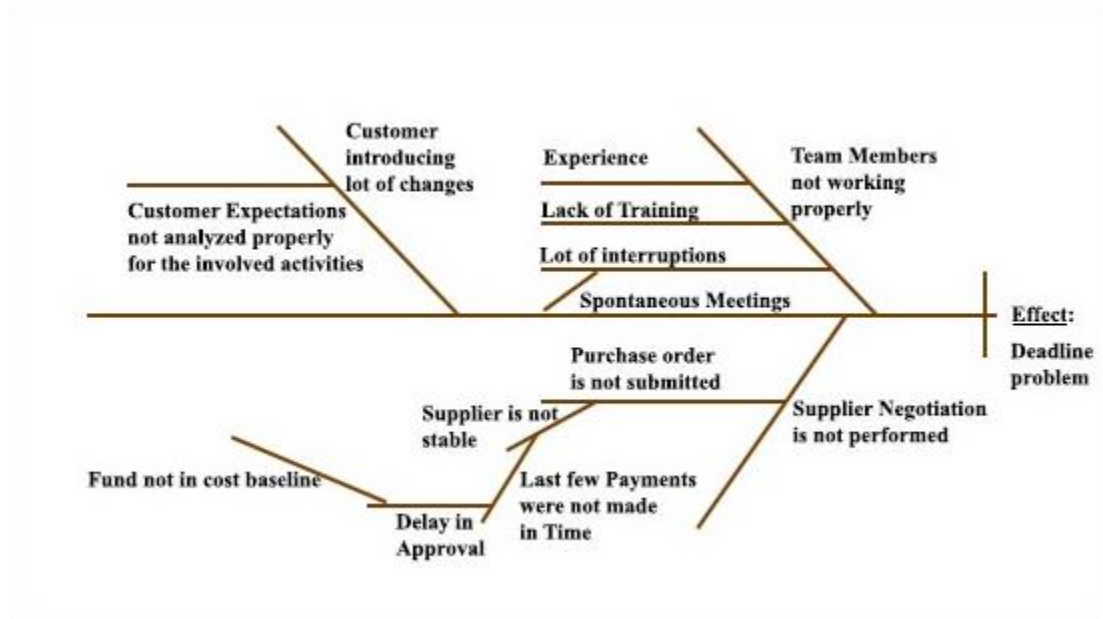 Customer
introducing
lot of changes
Customer Expectations
not analyzed properly
for the involved activities
Experience
Lack of Training
Lot of interruptions
Spontaneous Meetings
Team Members
not working
properly
Effect:
Deadline
problem
Purchase order
is not submitted
Supplier is not
stable
Supplier Negotiation
is not performed
Fund not in cost baseline
Last few Payments
were not made
in Time
Delay in
Approval